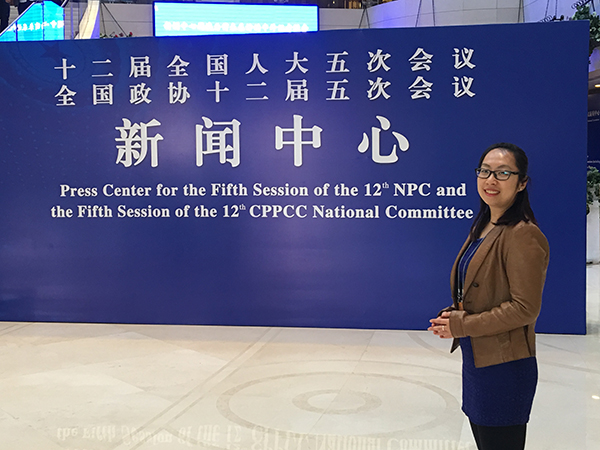 十二届全国人大五次会议
全国政协十二届五次会议
新闻中心
Press Center for the Fifth Session of the 12th NPC and
the Fifth Session of the 12th CPPCC National Committee